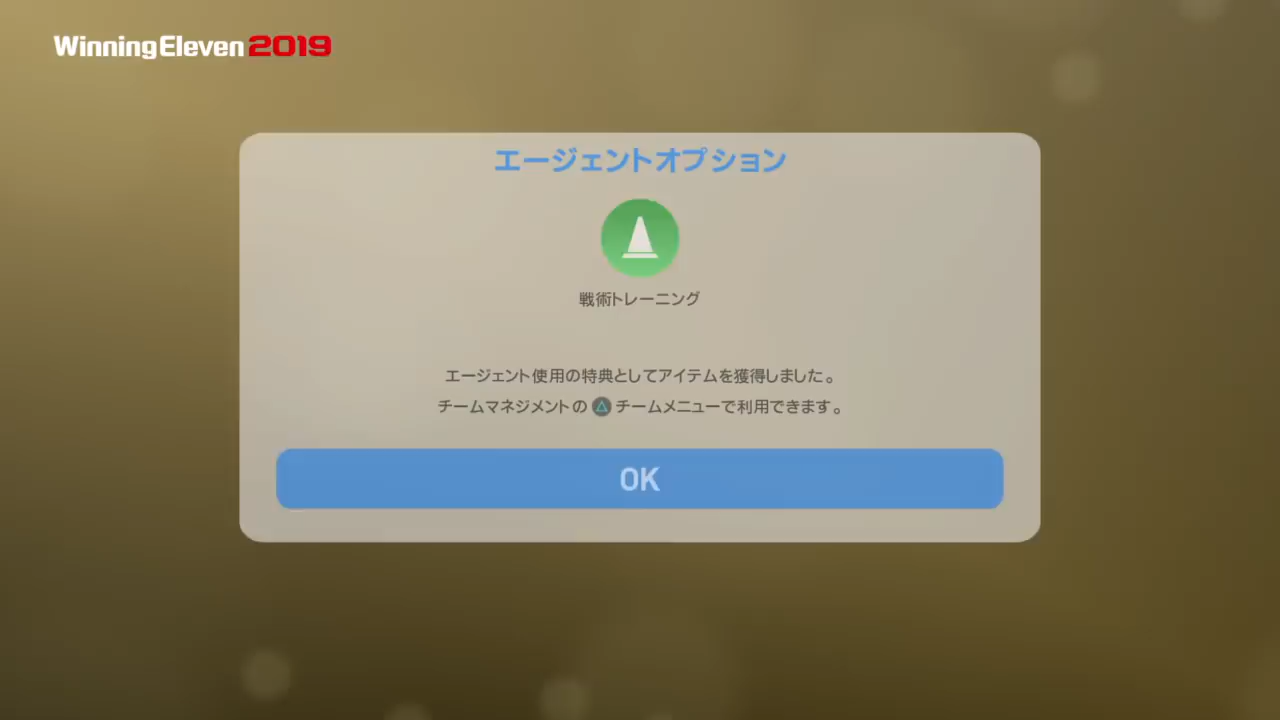 Winning Eleven 2019
エージェントオプション
戦術トレーニング
エージェント使用の特典としてアイテムを獲得しました。
チームマネジメントの△チームメニューで利用できます。
OK